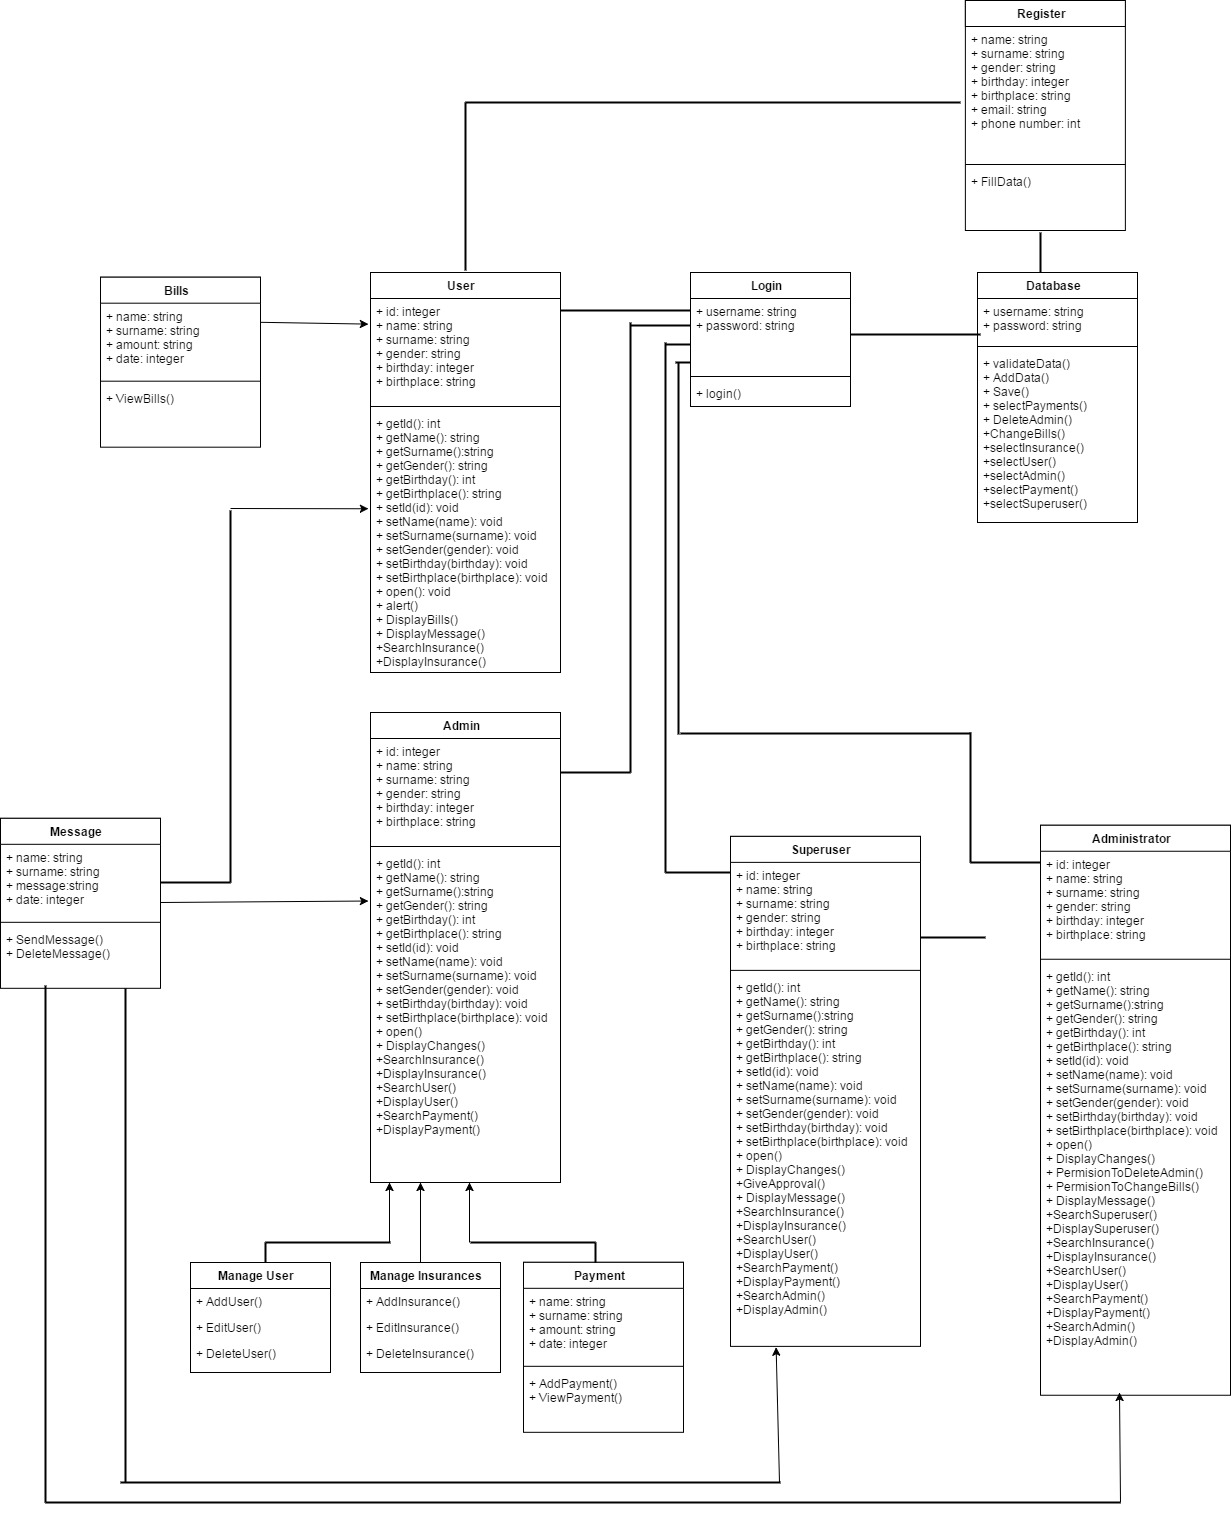 Register
+ name: string
+ surname: string
+ gender: string
+ birthday: integer
+ birthplace: string
+ email: string
+ phone number: int
+ FillData()
Bills
+ name: string
+ surname: string
+ amount: string
+ date: integer
+ ViewBills()
User
+ id: integer
+ name: string
+ surname: string
+ gender: string
+ birthday: integer
+ birthplace: string
+ getId(): int
+ getName(): string
+ getSurname():string
+ getGender(): string
+ getBirthday(): int
+ getBirthplace(): string
+ setId(id): void
+ setName(name): void
+ setSurname(surname): void
+ setGender(gender): void
+ setBirthday(birthday): void
+ setBirthplace(birthplace): void
+ open(): void
+ alert()
+ DisplayBills()
+ DisplayMessage()
+SearchInsurance()
+DisplayInsurance()
Login
+ username: string
+ password: string
+ login()
Database
+ username: string
+ password: string
+ validateData()
+ AddData()
+ Save()
+ selectPayments()
+ DeleteAdmin()
+ChangeBills()
+selectInsurance()
+selectUser()
+selectAdmin()
+selectPayment()
+selectSuperuser()
Message
+ name: string
+ surname: string
+ message:string
+ date: integer
+ SendMessage()
+ DeleteMessage()
Admin
+ id: integer
+ name: string
+ surname: string
+ gender: string
+ birthday: integer
+ birthplace: string
+ getId(): int
+ getName(): string
+ getSurname():string
+ getGender(): string
+ getBirthday(): int
+ getBirthplace(): string
+ setId(id): void
+ setName(name): void
+ setSurname(surname): void
+ setGender(gender): void
+ setBirthday(birthday): void
+ setBirthplace(birthplace): void
+ open()
+ DisplayChanges()
+SearchInsurance()
+DisplayInsurance()
+SearchUser()
+DisplayUser()
+SearchPayment()
+DisplayPayment()
Superuser
+ id: integer
+ name: string
+ surname: string
+ gender: string
+ birthday: integer
+ birthplace: string
+ getId(): int
+ getName(): string
+ getSurname():string
+ getGender(): string
+ getBirthday(): int
+ getBirthplace(): string
+ setId(id): void
+ setName(name): void
+ setSurname(surname): void
+ setGender(gender): void
+ setBirthday(birthday): void
+ setBirthplace(birthplace): void
+ open()
+ DisplayChanges()
+GiveApproval()
+ DisplayMessage()
+SearchInsurance()
+DisplayInsurance()
+SearchUser()
+DisplayUser()
+SearchPayment()
+DisplayPayment()
+SearchAdmin()
+DisplayAdmin()
Administrator
+ id: integer
+ name: string
+ surname: string
+ gender: string
+ birthday: integer
+ birthplace: string
+ getId(): int
+ getName(): string
+ getSurname():string
+ getGender(): string
+ getBirthday(): int
+ getBirthplace(): string
+ setId(id): void
+ setName(name): void
+ setSurname(surname): void
+ setGender(gender): void
+ setBirthday(birthday): void
+ setBirthplace(birthplace): void
+ open()
+ DisplayChanges()
+ PermisionToDeleteAdmin()
+ PermisionToChangeBills()
+ DisplayMessage()
+SearchSuperuser()
+DisplaySuperuser()
+SearchInsurance()
+DisplayInsurance()
+SearchUser()
+DisplayUser()
+SearchPayment()
+DisplayPayment()
+SearchAdmin()
+DisplayAdmin()
Manage User
+ AddUser()
+ EditUser()
+ DeleteUser()
Manage Insurances
+ AddInsurance()
+ EditInsurance()
+ DeleteInsurance()
Payment
+ name: string
+ surname: string
+ amount: string
+ date: integer
+ AddPayment()
+ ViewPayment()